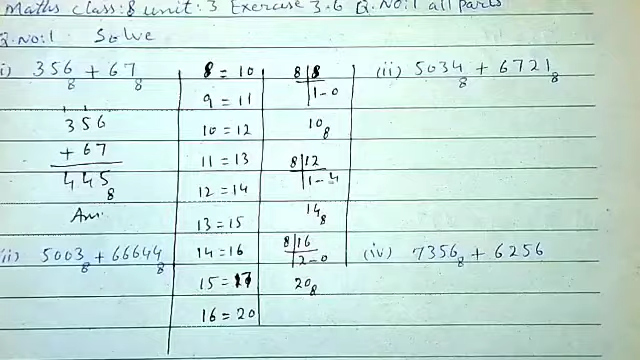 Maths class:8 unit:3 Exercise 3.6 Q.No:1 all parts
Q.No:1 Solve
i) 356₈ + 67₈
1 1
356
+ 67
445₈
Ans.
8 = 10
9 = 11
10 = 12
11 = 13
12 = 14
13 = 15
14 = 16
15 = 17
16 = 20
8|8
1-0
10₈
8|12
1-4
14₈
8|16
2-0
20₈
(ii) 5034₈ + 6721₈
iii) 5003₈ + 66644₈
(iv) 7356₈ + 6256